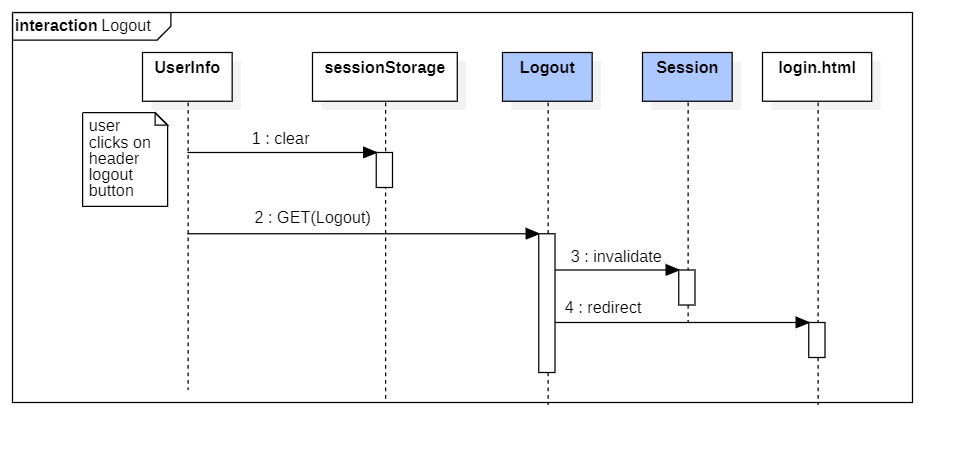 interaction Logout
UserInfo
sessionStorage
Logout
Session
login.html
user
clicks on
header
logout
button
1 : clear
2 : GET(Logout)
3 : invalidate
4 : redirect